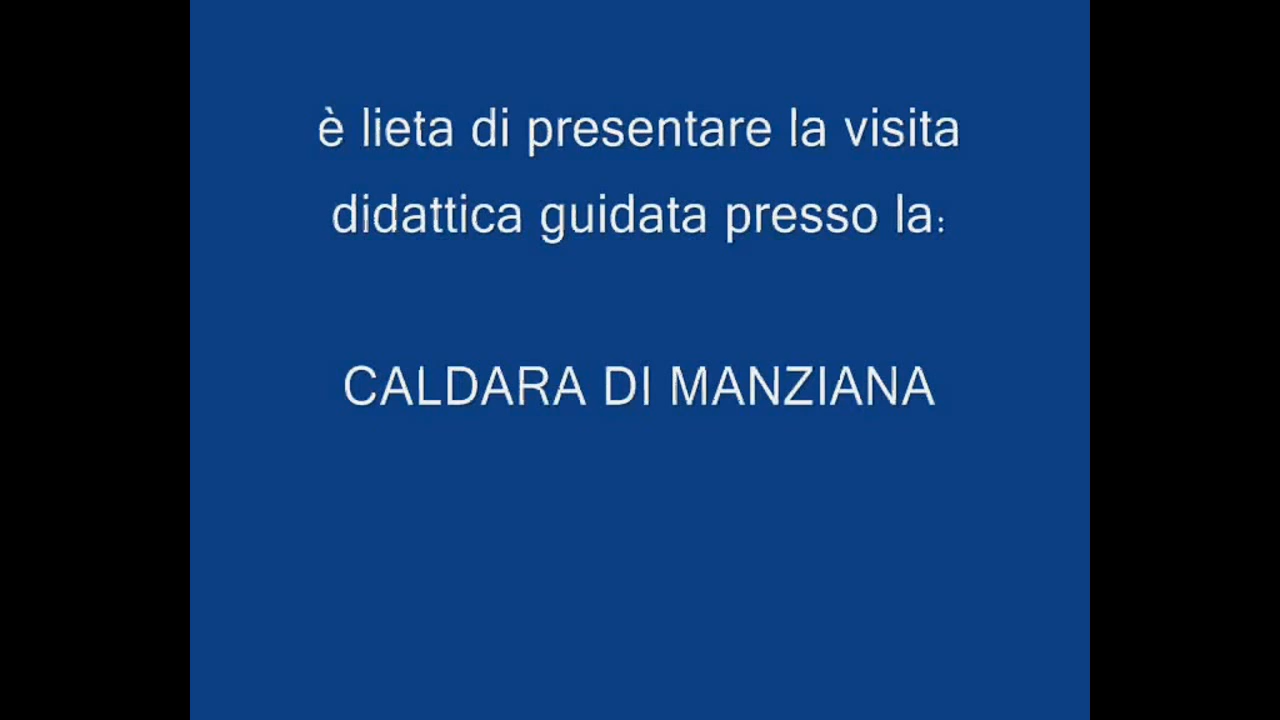 è lieta di presentare la visita
didattica guidata presso la:
CALDARA DI MANZIANA